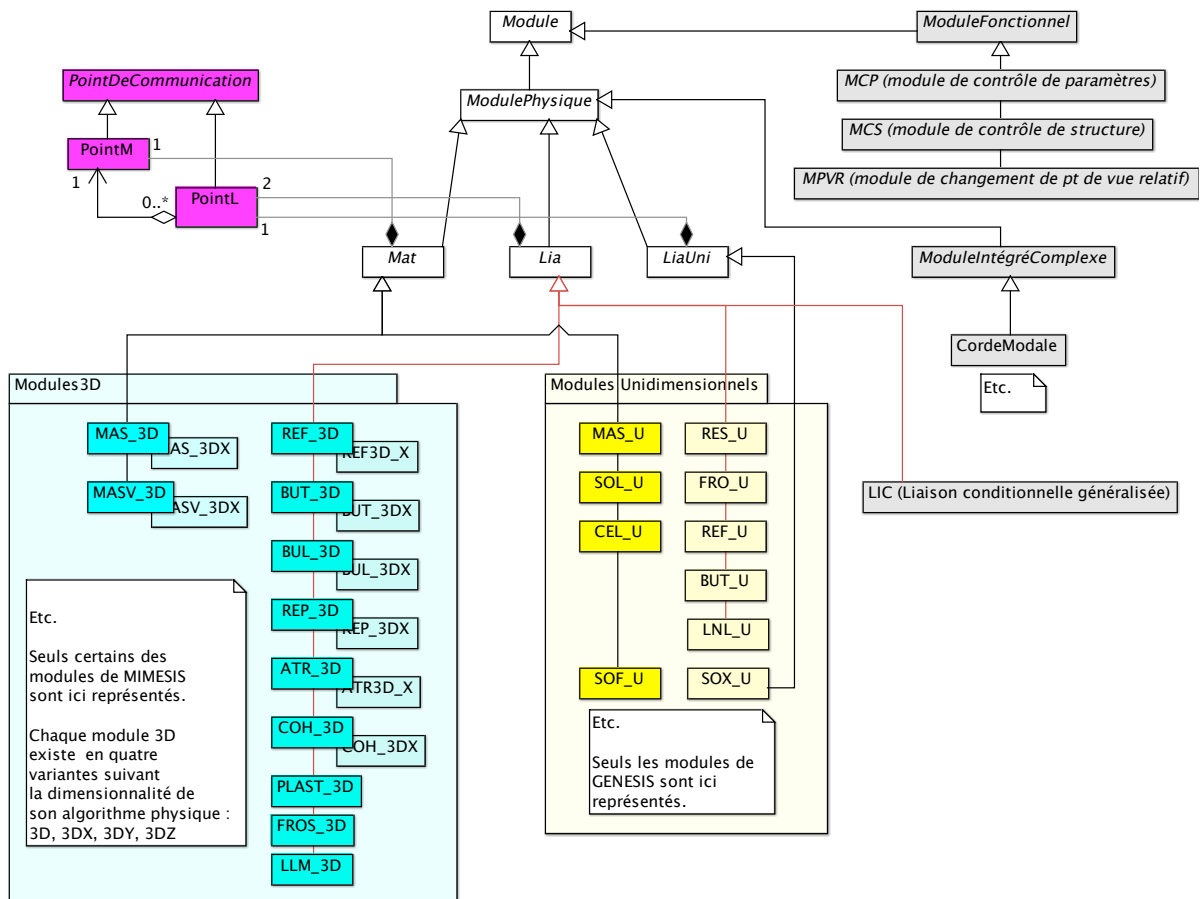 Module
ModuleFonctionnel
PointDeCommunication
ModulePhysique
MCP (module de contrôle de paramètres)
MCS (module de contrôle de structure)
MPVR (module de changement de pt de vue relatif)
PointM
1
1
PointL
2
0..*
1
Mat
Lia
LiaUni
ModuleIntégréComplexe
CordeModale
Etc.
Modules3D
MAS_3D
AS_3DX
MASV_3D
ASV_3DX
REF_3D
REF3D_X
BUT_3D
BUT_3DX
BUL_3D
BUL_3DX
REP_3D
REP_3DX
ATR_3D
ATR3D_X
COH_3D
COH_3DX
PLAST_3D
FROS_3D
LLM_3D
Etc.
Seuls certains des
modules de MIMESIS
sont ici représentés.
Chaque module 3D
existe en quatre
variantes suivant
la dimensionnalité de
son algorithme physique :
3D, 3DX, 3DY, 3DZ
Modules Unidimensionnels
MAS_U
SOL_U
CEL_U
SOF_U
RES_U
FRO_U
REF_U
BUT_U
LNL_U
SOX_U
Etc.
Seuls les modules de
GENESIS sont ici
représentés.
LIC (Liaison conditionnelle généralisée)